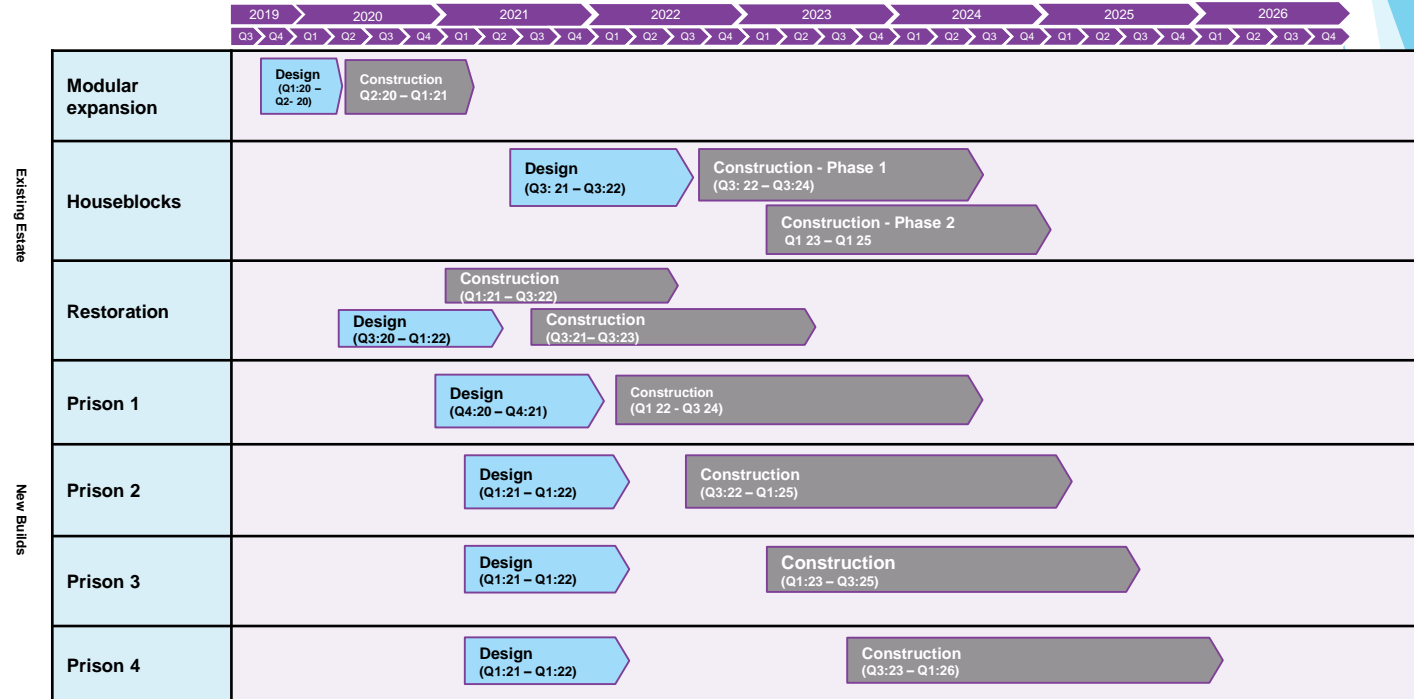 2019 2020 2021 2022 2023 2024 2025 2026
Q3 Q4 Q1 Q2 Q3 Q4 Q1 Q2 Q3 Q4 Q1 Q2 Q3 Q4 Q1 Q2 Q3 Q4 Q1 Q2 Q3 Q4 Q1 Q2 Q3 Q4 Q1 Q2 Q3 Q4
Existing Estate
Modular
expansion
Design
(Q1:20 –
Q2- 20)
Construction
Q2:20 – Q1:21
Houseblocks
Design
(Q3: 21 – Q3:22)
Construction - Phase 1
(Q3: 22 – Q3:24)
Construction - Phase 2
Q1 23 – Q1 25
Restoration
Construction
(Q1:21 – Q3:22)
Design
(Q3:20 – Q1:22)
Construction
(Q3:21– Q3:23)
New Builds
Prison 1
Design
(Q4:20 – Q4:21)
Construction
(Q1 22 - Q3 24)
Prison 2
Design
(Q1:21 – Q1:22)
Construction
(Q3:22 – Q1:25)
Prison 3
Design
(Q1:21 – Q1:22)
Construction
(Q1:23 – Q3:25)
Prison 4
Design
(Q1:21 – Q1:22)
Construction
(Q3:23 – Q1:26)